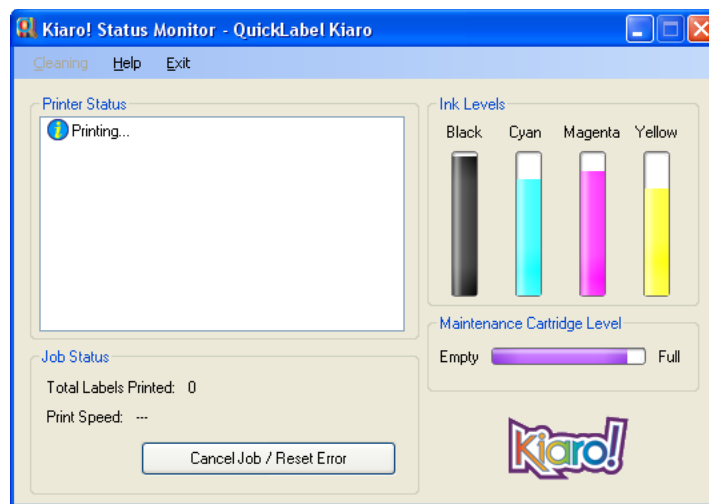 Kiaro! Status Monitor - QuickLabel Kiaro
Cleaning Help Exit
Printer Status
Printing...
Ink Levels
Black Cyan Magenta Yellow
Maintenance Cartridge Level
Empty Full
Job Status
Total Labels Printed: 0
Print Speed: ---
Cancel Job / Reset Error
Kiaro!